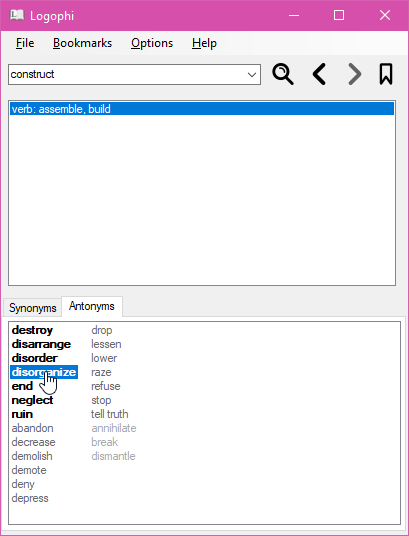 Logophi
File Bookmarks Options Help
construct
verb: assemble, build
Synonyms Antonyms
destroy drop
disarrange lessen
disorder lower
disorganize raze
end refuse
neglect stop
ruin tell truth
abandon annihilate
decrease break
demolish dismantle
demote
deny
depress